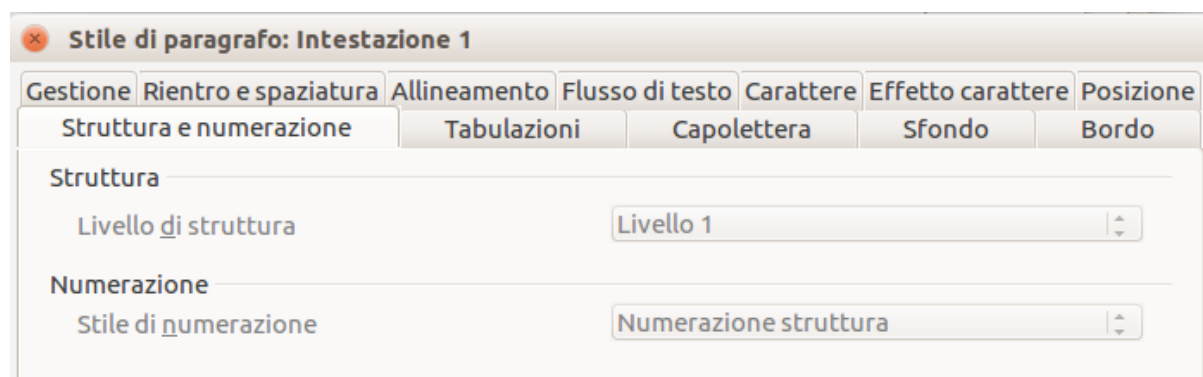 Stile di paragrafo: Intestazione 1
Gestione Rientro e spaziatura Allineamento Flusso di testo Carattere Effetto carattere Posizione
Struttura e numerazione Tabulazioni Capolettera Sfondo Bordo
Struttura
Livello di struttura Livello 1
Numerazione
Stile di numerazione Numerazione struttura